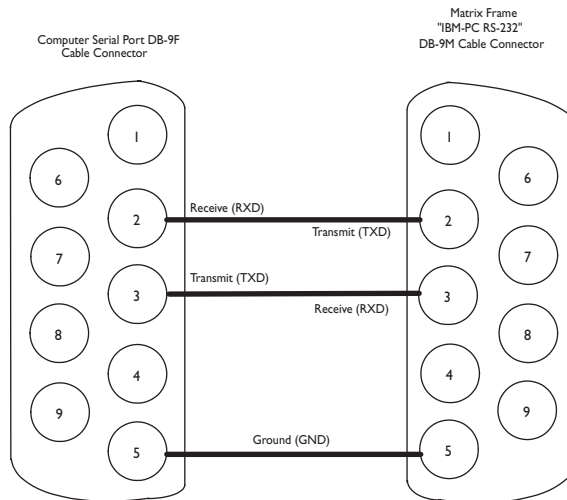 Computer Serial Port DB-9F
Cable Connector
Matrix Frame
"IBM-PC RS-232"
DB-9M Cable Connector
1
1
6
6
2
Receive (RXD)
Transmit (TXD)
2
7
7
3
Transmit (TXD)
Receive (RXD)
3
8
8
4
4
9
9
5
Ground (GND)
5